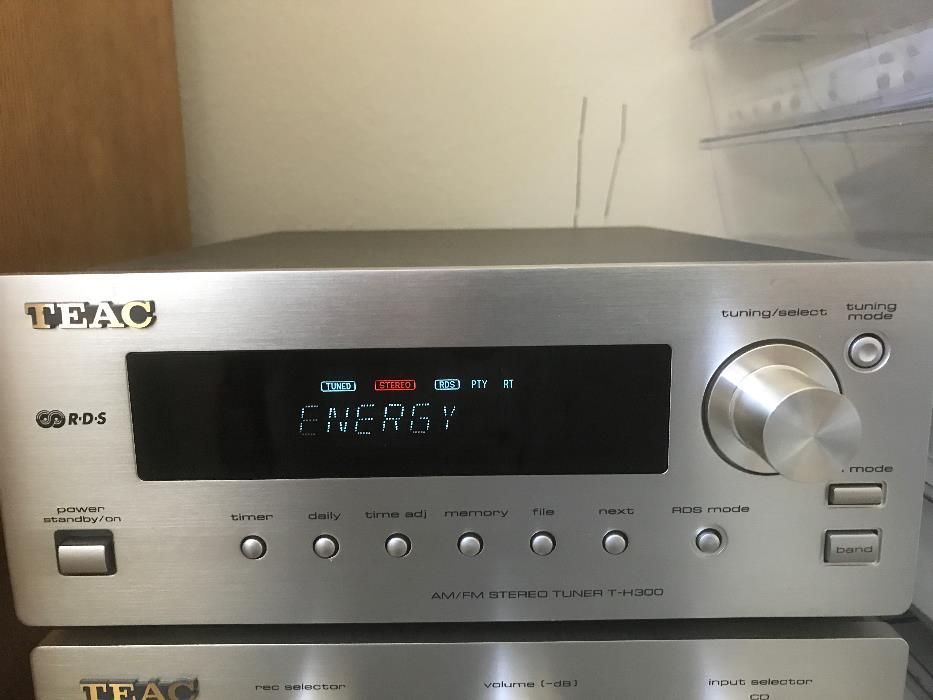 TEAC
tuning/select
tuning
mode
TUNED STEREO RDS PTY RT
ENERGY
R·D·S
mode
power
standby/on
timer daily time adj memory file next RDS mode
band
AM/FM STEREO TUNER T-H300
TEAC
rec selector volume (-dB) input selector
CD